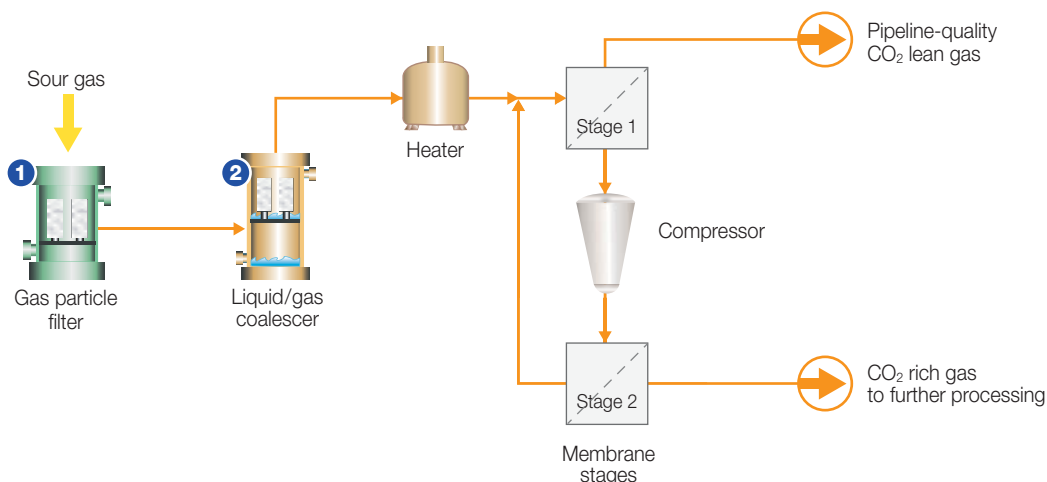 Pipeline-quality
CO₂ lean gas
Sour gas
1
2
Stage 1
Heater
Compressor
Gas particle
filter
Liquid/gas
coalescer
Stage 2
CO₂ rich gas
to further processing
Membrane
stages